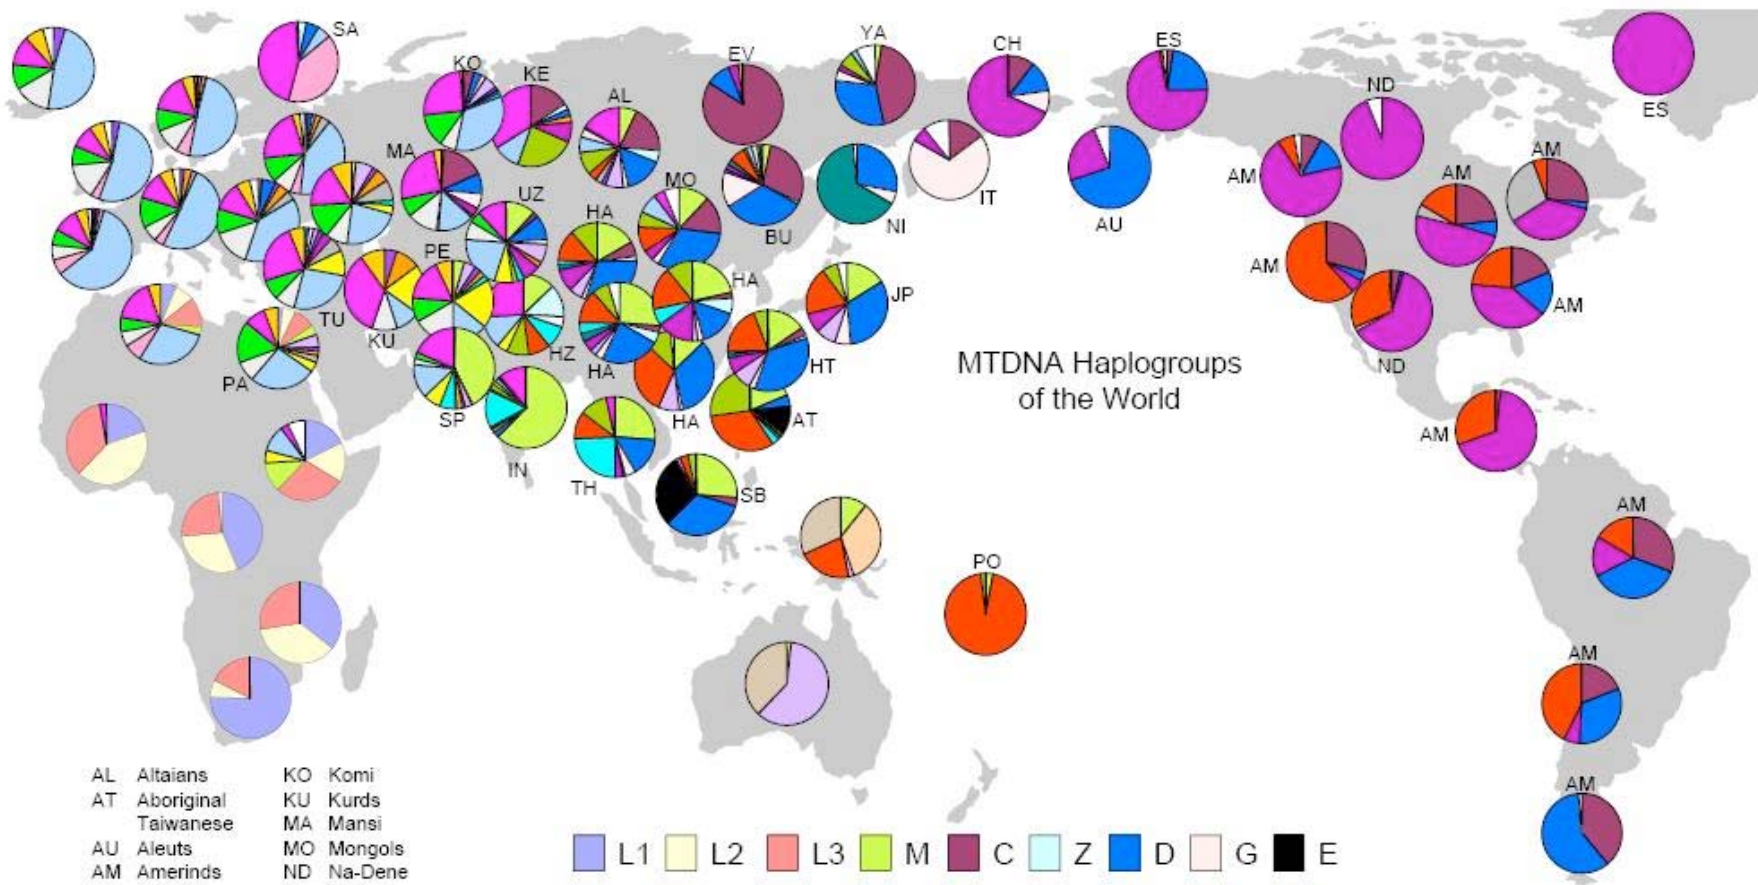 SA
KO
KE
AL
EV
YA
CH
ES
ND
ES
MA
UZ
HA
MO
BU
NI
IT
AU
AM
AM
AM
PE
HA
JP
AM
AM
TU
KU
HZ
HA
HT
ND
PA
SP
IN
HA
AT
TH
SB
AM
MTDNA Haplogroups
of the World
PO
AM
AM
AM
AL Altaians KO Komi
AT Aboriginal KU Kurds
Taiwanese MA Mansi
AU Aleuts MO Mongols
AM Amerinds ND Na-Dene
L1 L2 L3 M C Z D G E